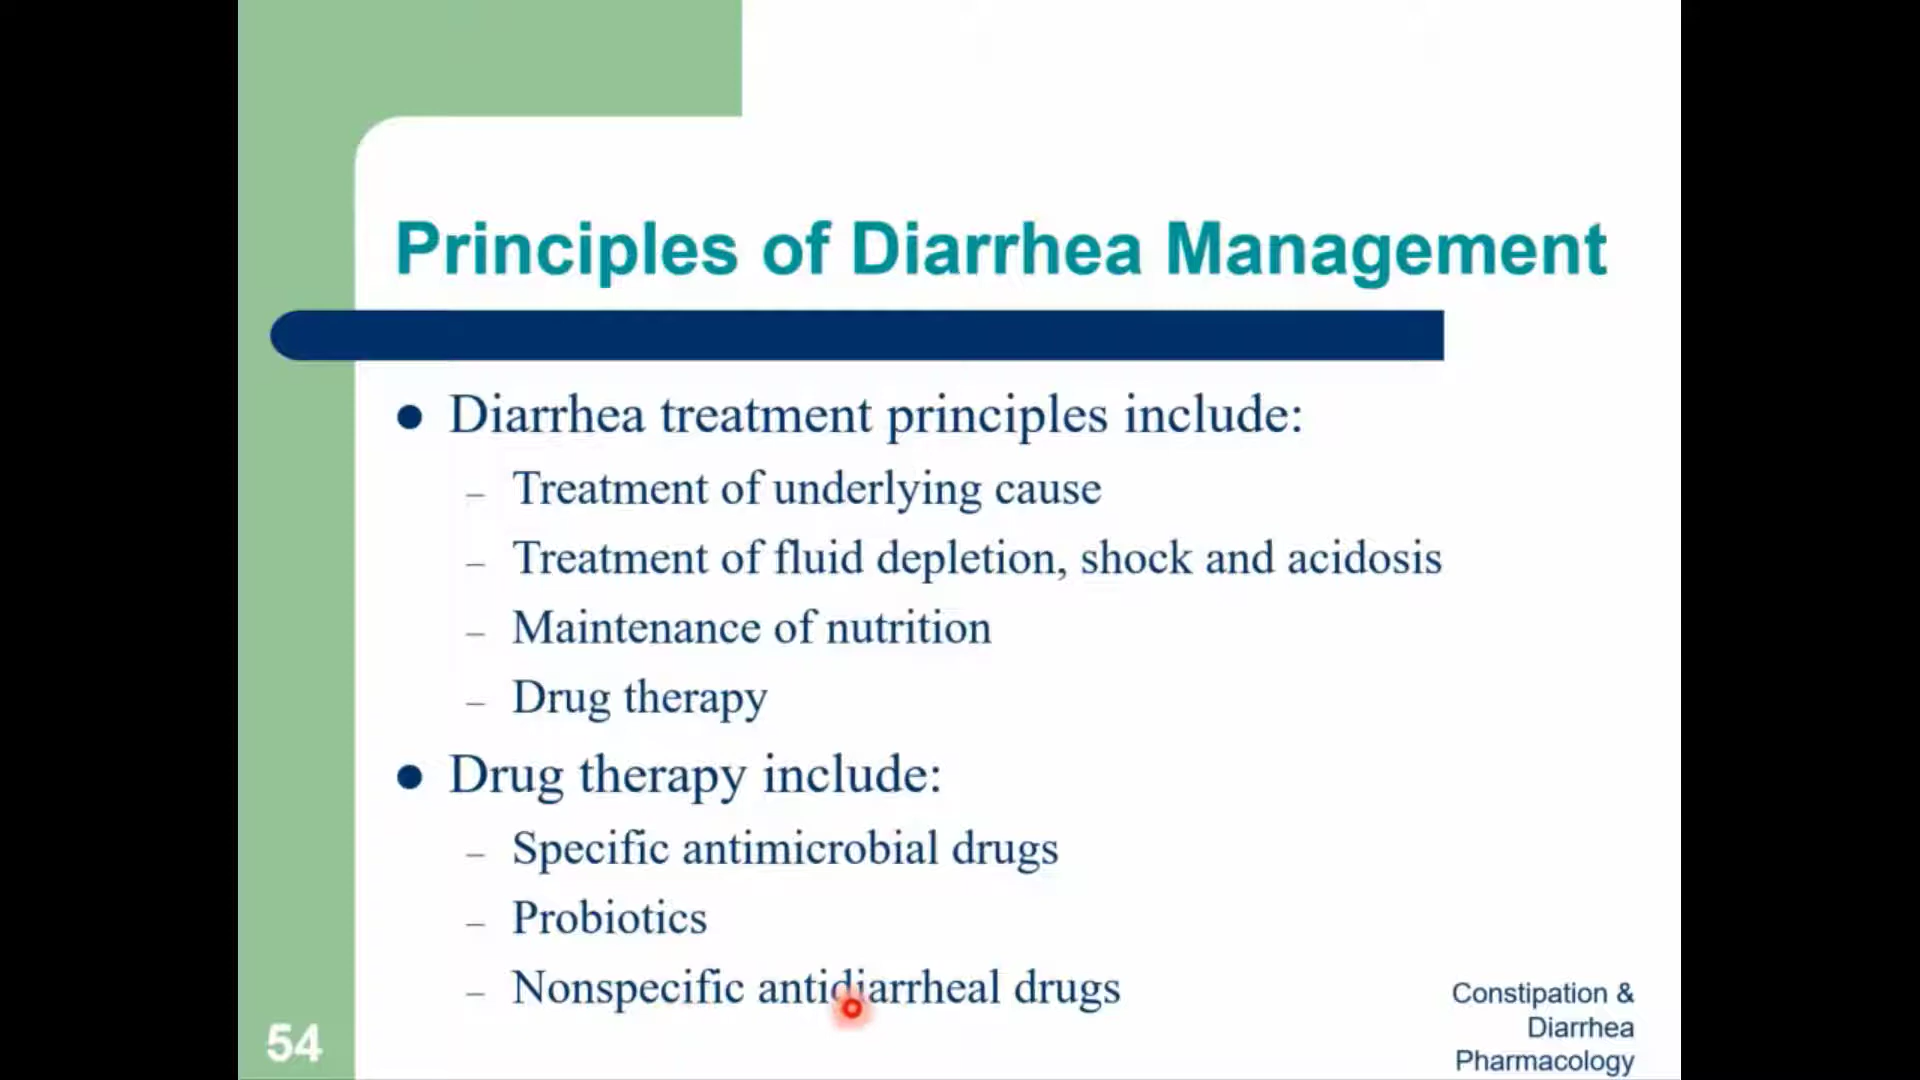 Principles of Diarrhea Management
● Diarrhea treatment principles include:
– Treatment of underlying cause
– Treatment of fluid depletion, shock and acidosis
– Maintenance of nutrition
– Drug therapy
● Drug therapy include:
– Specific antimicrobial drugs
– Probiotics
– Nonspecific antidiarrheal drugs
54
Constipation &
Diarrhea
Pharmacology